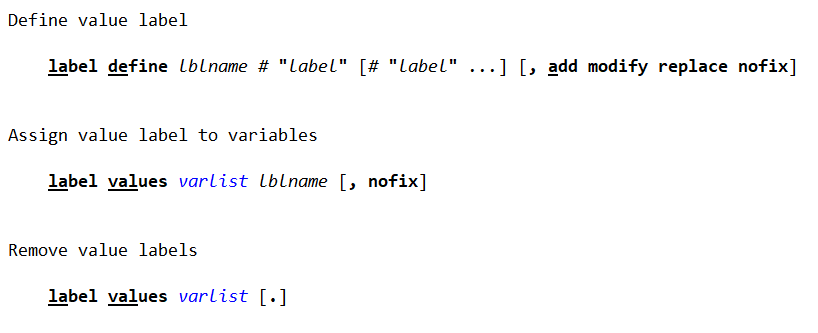 Define value label
label define lblname # "label" [# "label" ...] [, add modify replace nofix]
Assign value label to variables
label values varlist lblname [, nofix]
Remove value labels
label values varlist [.]